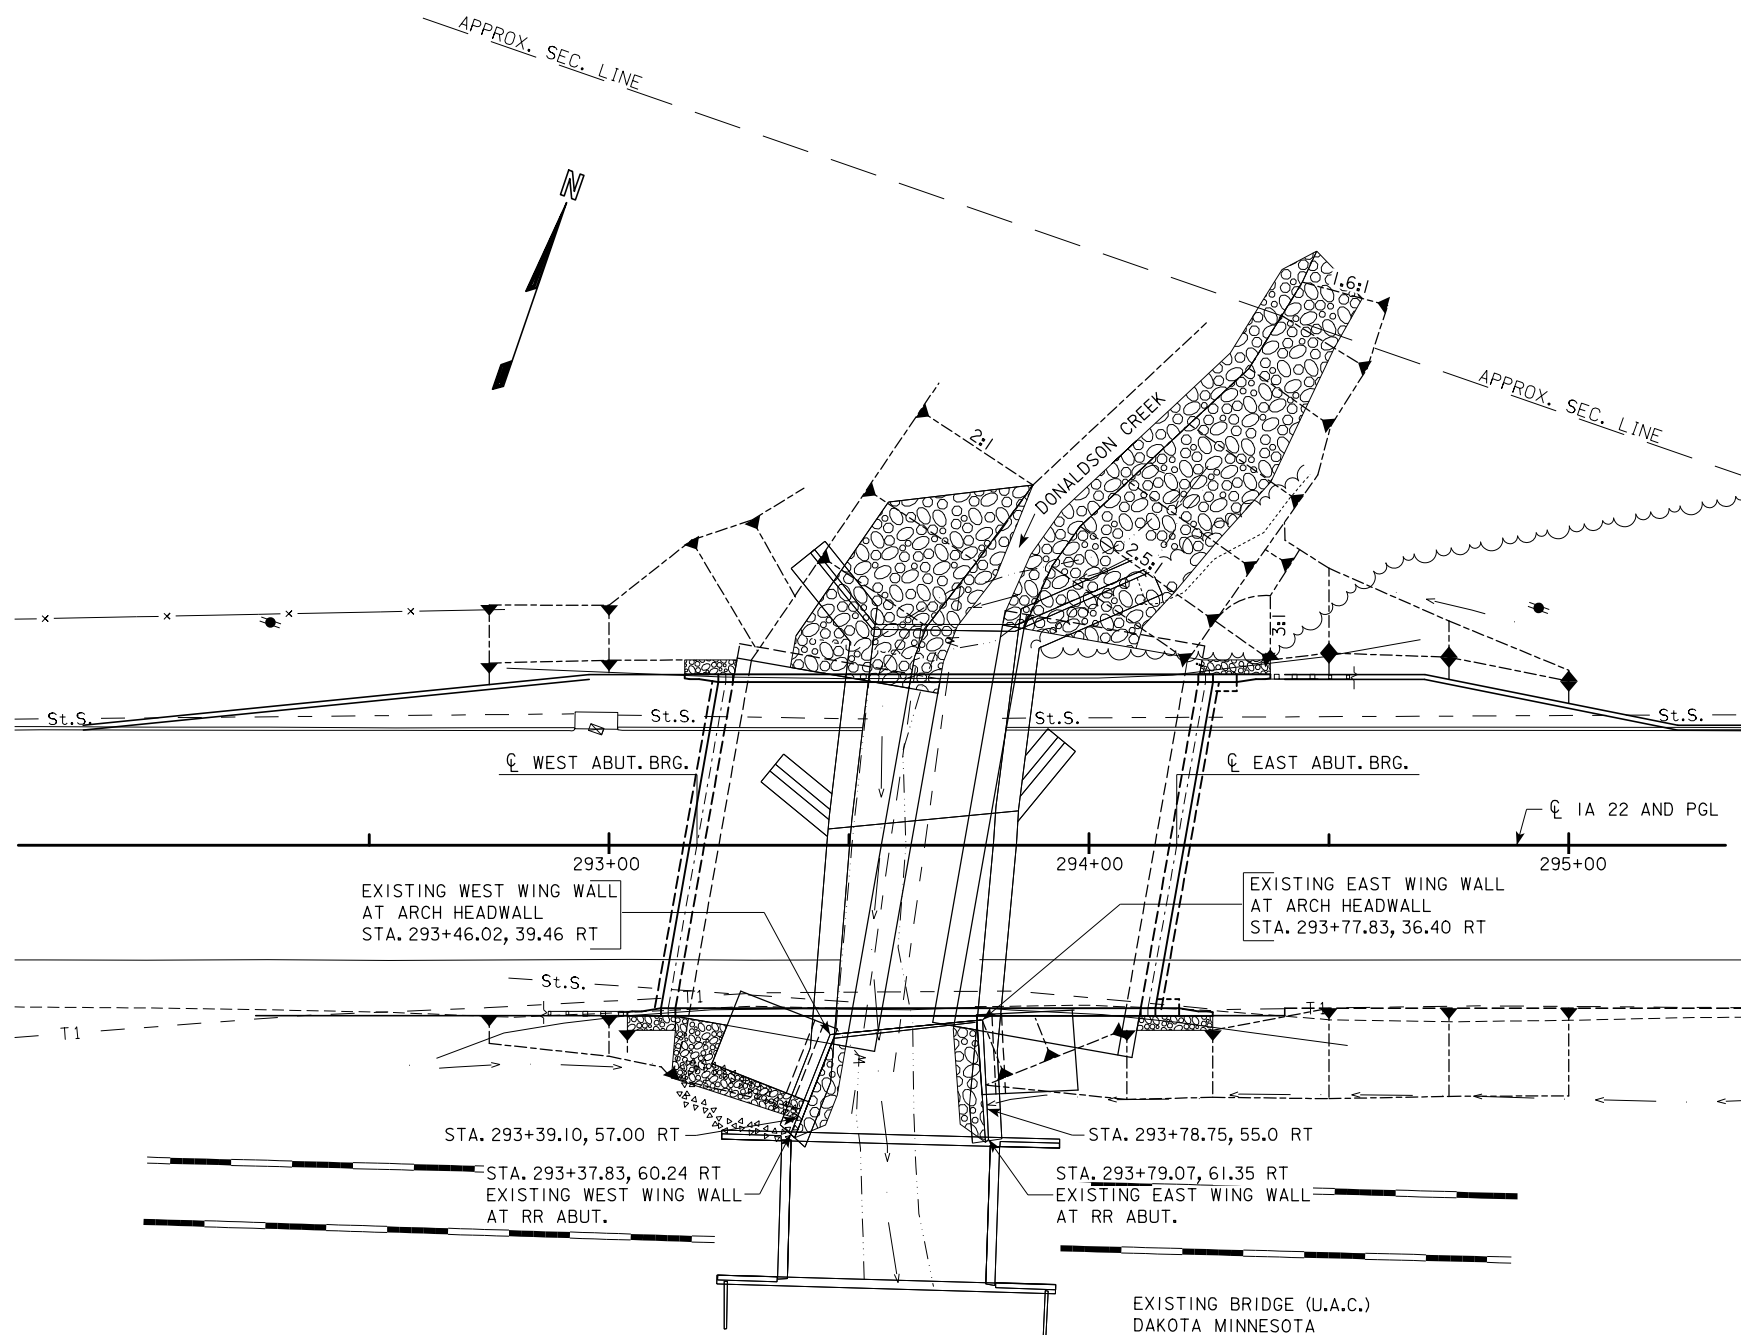 APPROX. SEC. LINE
N
1.6:1
APPROX. SEC. LINE
2:1
DONALDSON CREEK
2.5:
3:1
St.S.
St.S.
St.S.
St.S.
℄ WEST ABUT. BRG.
℄ EAST ABUT. BRG.
℄ IA 22 AND PGL
293+00
294+00
295+00
EXISTING WEST WING WALL
AT ARCH HEADWALL
STA. 293+46.02, 39.46 RT
EXISTING EAST WING WALL
AT ARCH HEADWALL
STA. 293+77.83, 36.40 RT
St.S.
T1
T1
T1
STA. 293+39.10, 57.00 RT
STA. 293+78.75, 55.0 RT
STA. 293+37.83, 60.24 RT
EXISTING WEST WING WALL
AT RR ABUT.
STA. 293+79.07, 61.35 RT
EXISTING EAST WING WALL
AT RR ABUT.
EXISTING BRIDGE (U.A.C.)
DAKOTA MINNESOTA